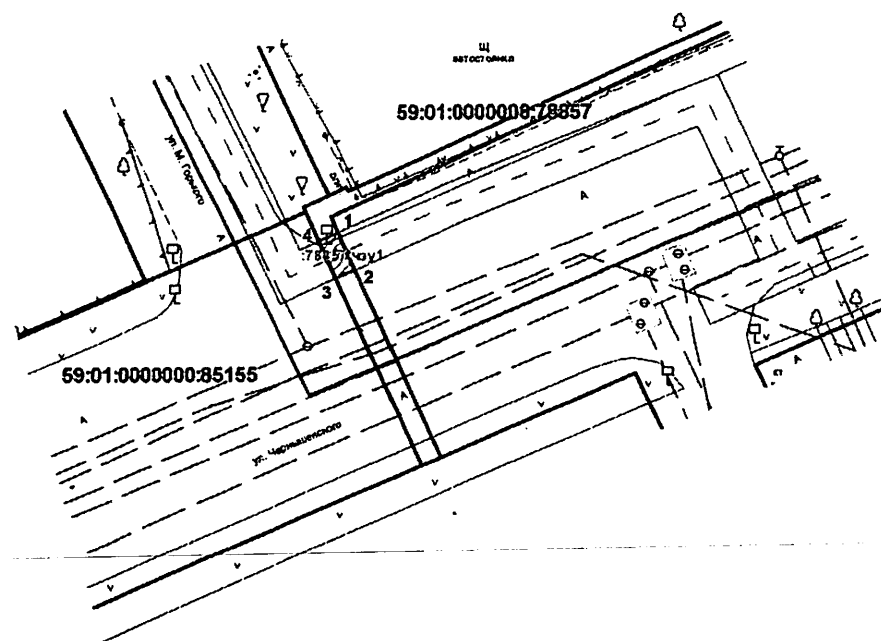 Щ
автостоянка
59:01:0000000:78857
ул. М. Горького
1
4
2
3
59:01:0000000:85155
А
А
А
А
А
А
ул. Чернышевского